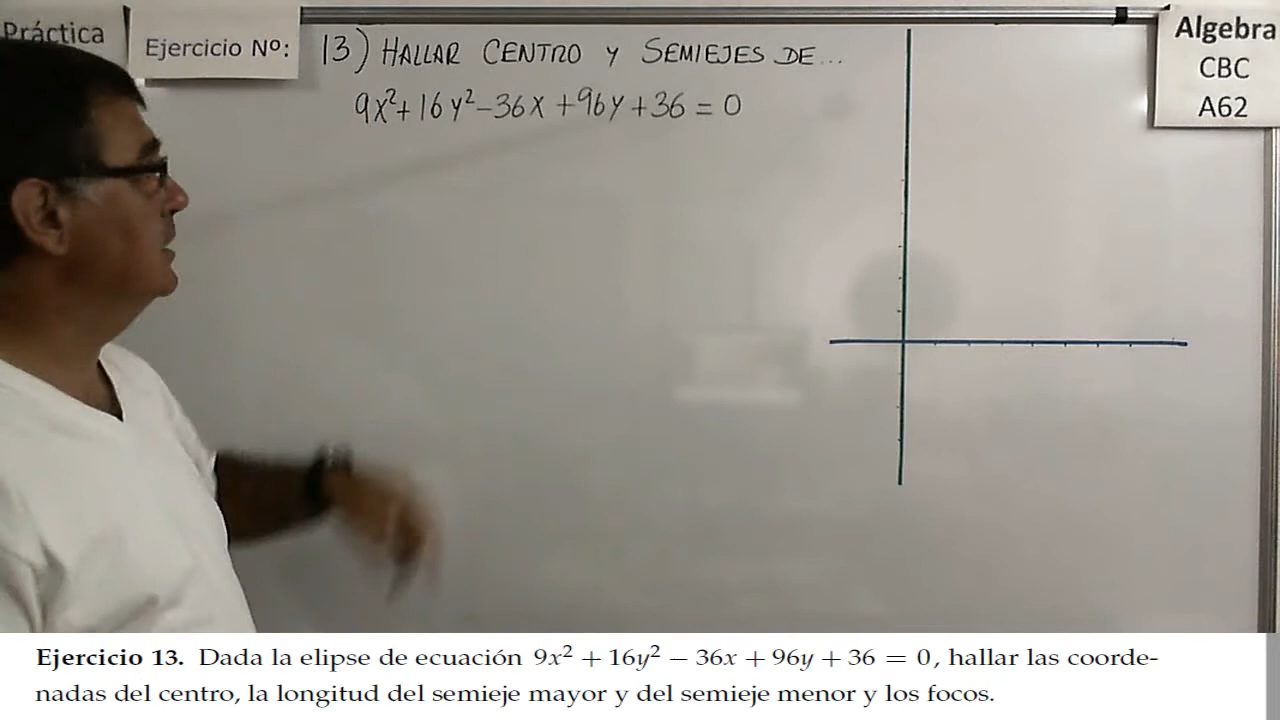 Práctica
Ejercicio Nº:
13) HALLAR CENTRO Y SEMIEJES DE...
9x²+16y²-36x+96y+36=0
Algebra
CBC
A62
Ejercicio 13. Dada la elipse de ecuación 9x² + 16y² − 36x + 96y + 36 = 0, hallar las coorde-
nadas del centro, la longitud del semieje mayor y del semieje menor y los focos.